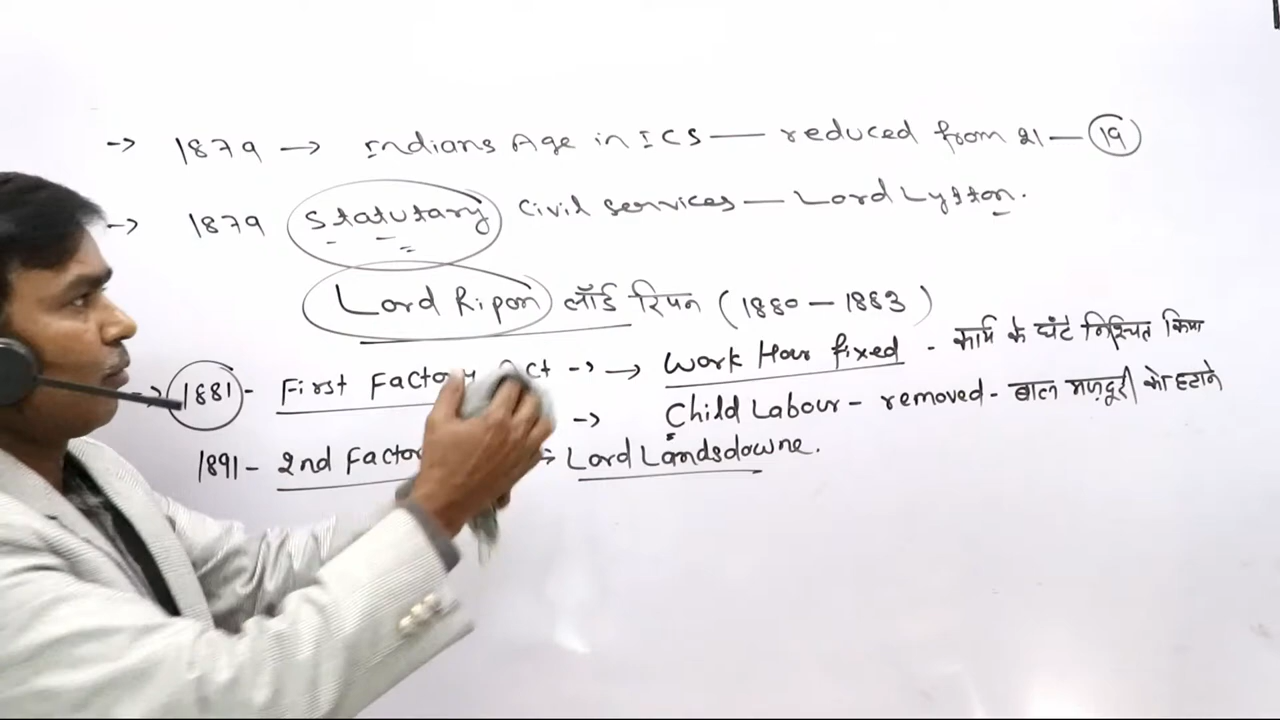 -> 1879 -> Indians Age in ICS — reduced from 21 — 19
-> 1879 Statutary Civil services — Lord Lytton.
Lord Ripon लॉर्ड रिपन (1880 — 1883)
-> 1881 - First Factory Act -> -> Work Hour fixed - कार्य के घंटे निश्चित किया
-> Child Labour - removed - बाल मजदूरी को हटाने
1891 - 2nd -> Lord Landsdowne.